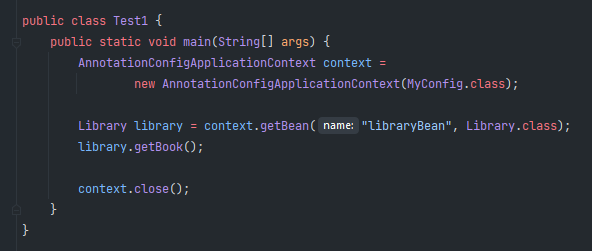 public class Test1 {
public static void main(String[] args) {
AnnotationConfigApplicationContext context =
new AnnotationConfigApplicationContext(MyConfig.class);
Library library = context.getBean( name: "libraryBean", Library.class);
library.getBook();
context.close();
}
}